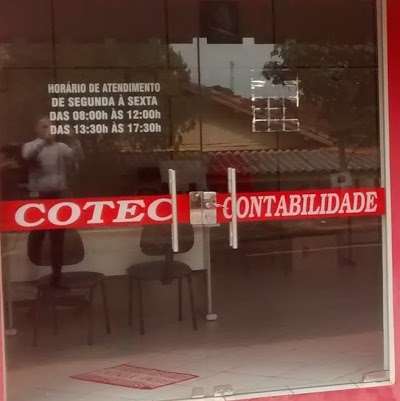 HORÁRIO DE ATENDIMENTO
DE SEGUNDA À SEXTA
DAS 08:00h ÀS 12:00h
DAS 13:30h ÀS 17:30h
COTEC CONTABILIDADE